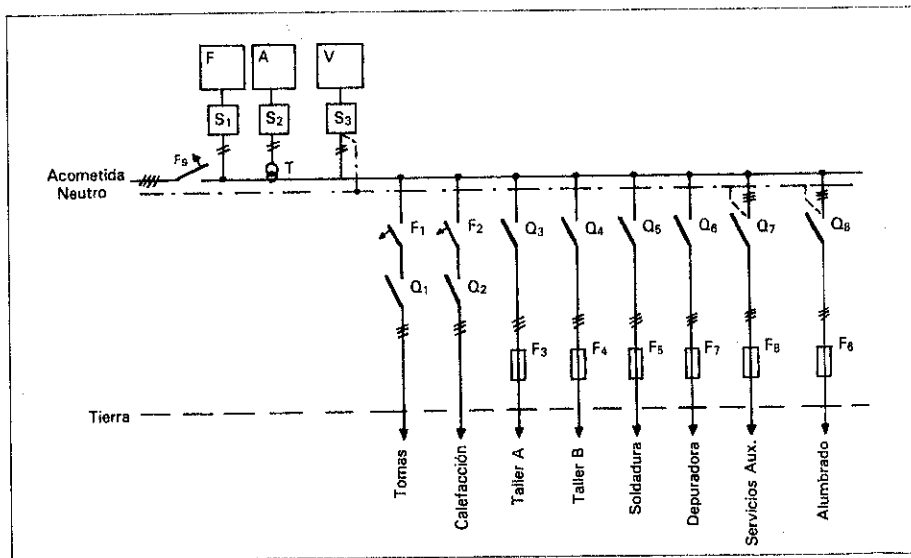 F A V
S1 S2 S3
F9
T
Acometida
Neutro
F1 F2 Q3 Q4 Q5 Q6 Q7 Q8
Q1 Q2
F3 F4 F5 F7 F8 F6
Tierra
Tomas
Calefacción
Taller A
Taller B
Soldadura
Depuradora
Servicios Aux.
Alumbrado